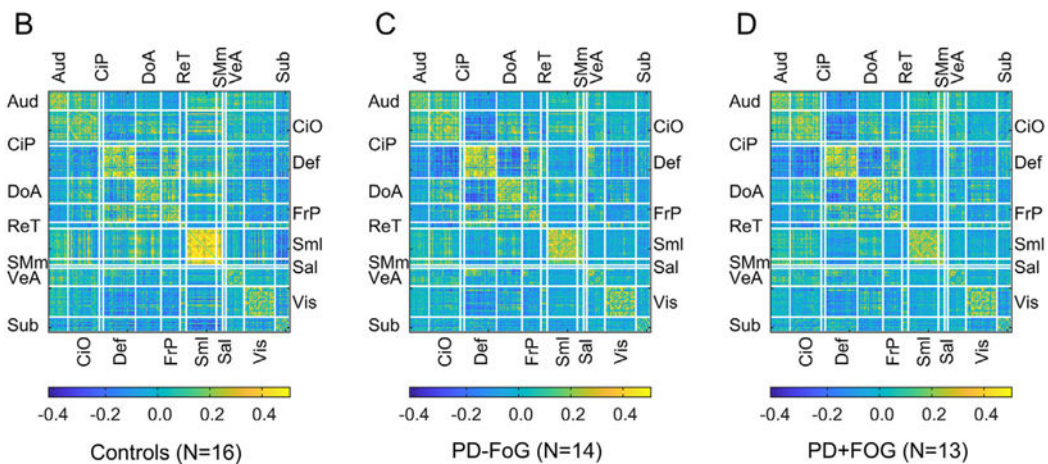 B
C
D
Aud CiP DoA ReT SMm VeA Sub
Aud CiP DoA ReT SMm VeA Sub
Aud CiP DoA ReT SMm VeA Sub
Aud
CiO
CiP
Def
DoA
FrP
ReT
SmI
SMm
Sal
VeA
Vis
Sub
CiO Def FrP SmI Sal Vis
Aud
CiO
CiP
Def
DoA
FrP
ReT
SmI
SMm
Sal
VeA
Vis
Sub
CiO Def FrP SmI Sal Vis
Aud
CiO
CiP
Def
DoA
FrP
ReT
SmI
SMm
Sal
VeA
Vis
Sub
CiO Def FrP SmI Sal Vis
-0.4 -0.2 0.0 0.2 0.4
-0.4 -0.2 0.0 0.2 0.4
-0.4 -0.2 0.0 0.2 0.4
Controls (N=16)
PD-FoG (N=14)
PD+FOG (N=13)